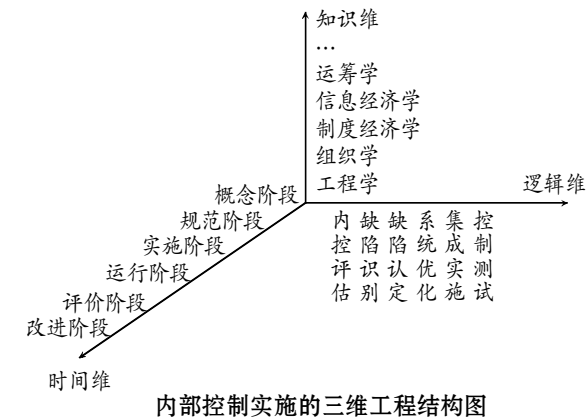 知识维
…
运筹学
信息经济学
制度经济学
组织学
工程学
逻辑维
内控评估
缺陷识别
缺陷认定
系统优化
集成实施
控制测试
概念阶段
规范阶段
实施阶段
运行阶段
评价阶段
改进阶段
时间维
内部控制实施的三维工程结构图